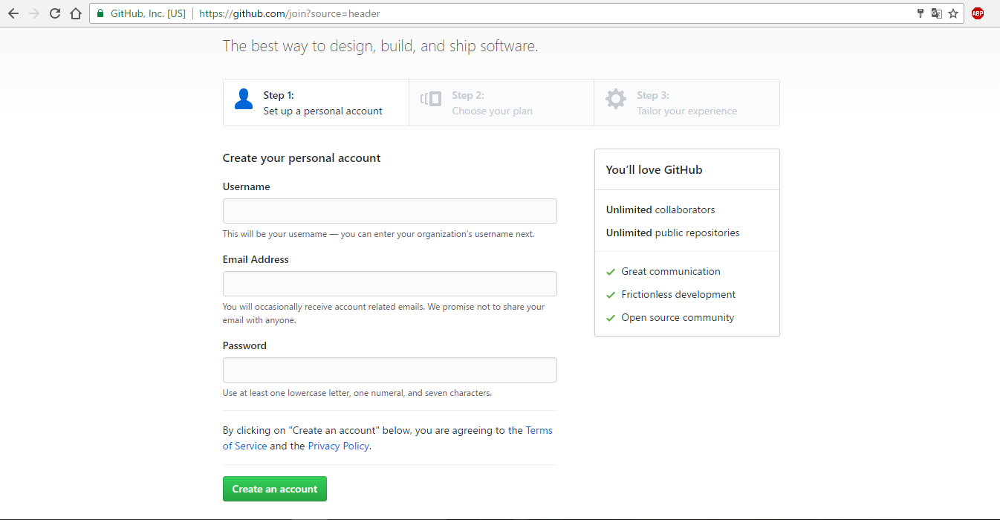 GitHub, Inc. [US] | https://github.com/join?source=header
ABP
The best way to design, build, and ship software.
Step 1:
Set up a personal account
Step 2:
Choose your plan
Step 3:
Tailor your experience
Create your personal account
Username
This will be your username — you can enter your organization's username next.
Email Address
You will occasionally receive account related emails. We promise not to share your
email with anyone.
Password
Use at least one lowercase letter, one numeral, and seven characters.
By clicking on "Create an account" below, you are agreeing to the Terms
of Service and the Privacy Policy.
Create an account
You'll love GitHub
Unlimited collaborators
Unlimited public repositories
Great communication
Frictionless development
Open source community